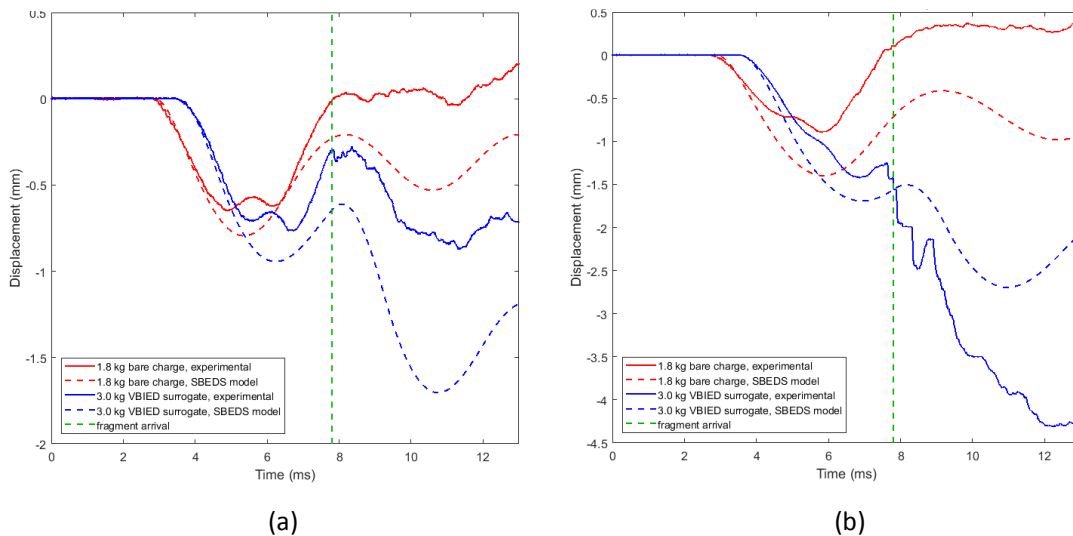 0.5
0
-0.5
-1
-1.5
-2
Displacement (mm)
0 2 4 6 8 10 12
Time (ms)
1.8 kg bare charge, experimental
1.8 kg bare charge, SBEDS model
3.0 kg VBIED surrogate, experimental
3.0 kg VBIED surrogate, SBEDS model
fragment arrival
(a)
0.5
0
-0.5
-1
-1.5
-2
-2.5
-3
-3.5
-4
-4.5
Displacement (mm)
0 2 4 6 8 10 12
Time (ms)
1.8 kg bare charge, experimental
1.8 kg bare charge, SBEDS model
3.0 kg VBIED surrogate, experimental
3.0 kg VBIED surrogate, SBEDS model
fragment arrival
(b)